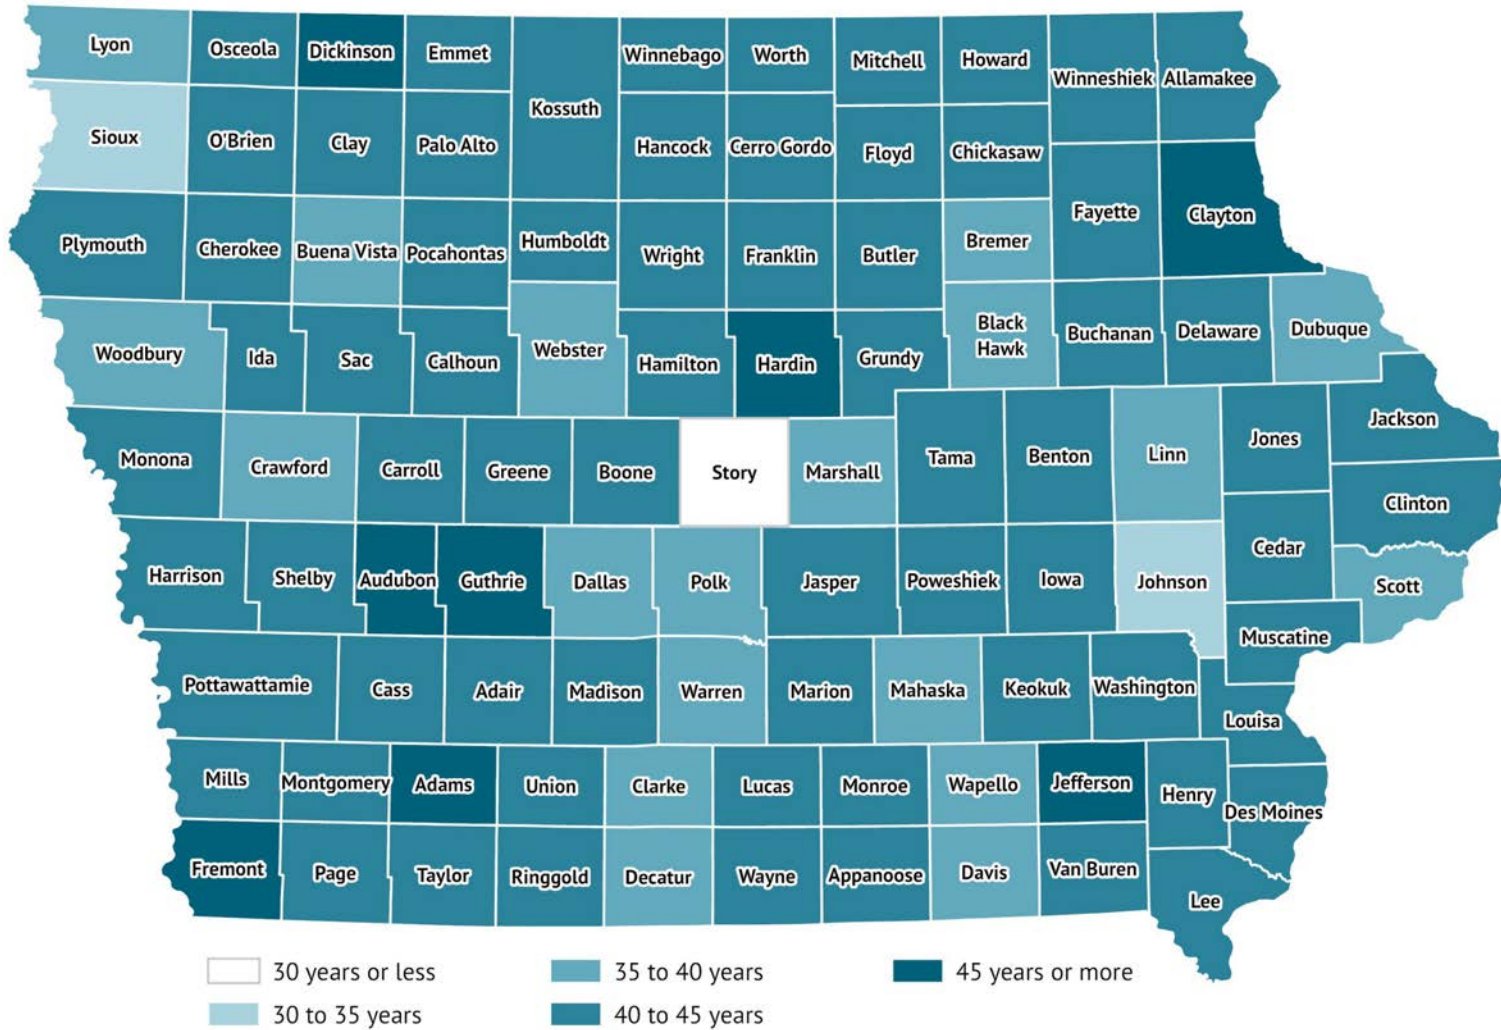 Lyon
Osceola
Dickinson
Emmet
Winnebago
Worth
Mitchell
Howard
Winneshiek
Allamakee
Kossuth
Sioux
O'Brien
Clay
Palo Alto
Hancock
Cerro Gordo
Floyd
Chickasaw
Fayette
Clayton
Plymouth
Cherokee
Buena Vista
Pocahontas
Humboldt
Wright
Franklin
Butler
Bremer
Woodbury
Ida
Sac
Calhoun
Webster
Hamilton
Hardin
Grundy
Black
Hawk
Buchanan
Delaware
Dubuque
Monona
Crawford
Carroll
Greene
Boone
Story
Marshall
Tama
Benton
Linn
Jones
Jackson
Clinton
Harrison
Shelby
Audubon
Guthrie
Dallas
Polk
Jasper
Poweshiek
Iowa
Johnson
Cedar
Scott
Muscatine
Pottawattamie
Cass
Adair
Madison
Warren
Marion
Mahaska
Keokuk
Washington
Louisa
Mills
Montgomery
Adams
Union
Clarke
Lucas
Monroe
Wapello
Jefferson
Henry
Des Moines
Fremont
Page
Taylor
Ringgold
Decatur
Wayne
Appanoose
Davis
Van Buren
Lee
30 years or less
30 to 35 years
35 to 40 years
40 to 45 years
45 years or more